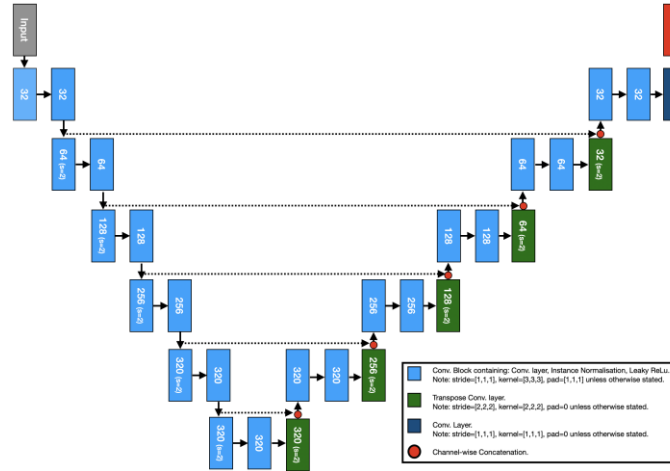 Input
32
32
64 (s=2)
64
128 (s=2)
128
256 (s=2)
256
320 (s=2)
320
320 (s=2)
320
320 (s=2)
320
320
256 (s=2)
256
256
128 (s=2)
128
128
64 (s=2)
64
64
32 (s=2)
32
32
Conv. Block containing: Conv. layer, Instance Normalisation, Leaky ReLu.
Note: stride=[1,1,1], kernel=[3,3,3], pad=[1,1,1] unless otherwise stated.
Transpose Conv. layer.
Note: stride=[2,2,2], kernel=[2,2,2], pad=0 unless otherwise stated.
Conv. Layer.
Note: stride=[1,1,1], kernel=[1,1,1], pad=0 unless otherwise stated.
Channel-wise Concatenation.